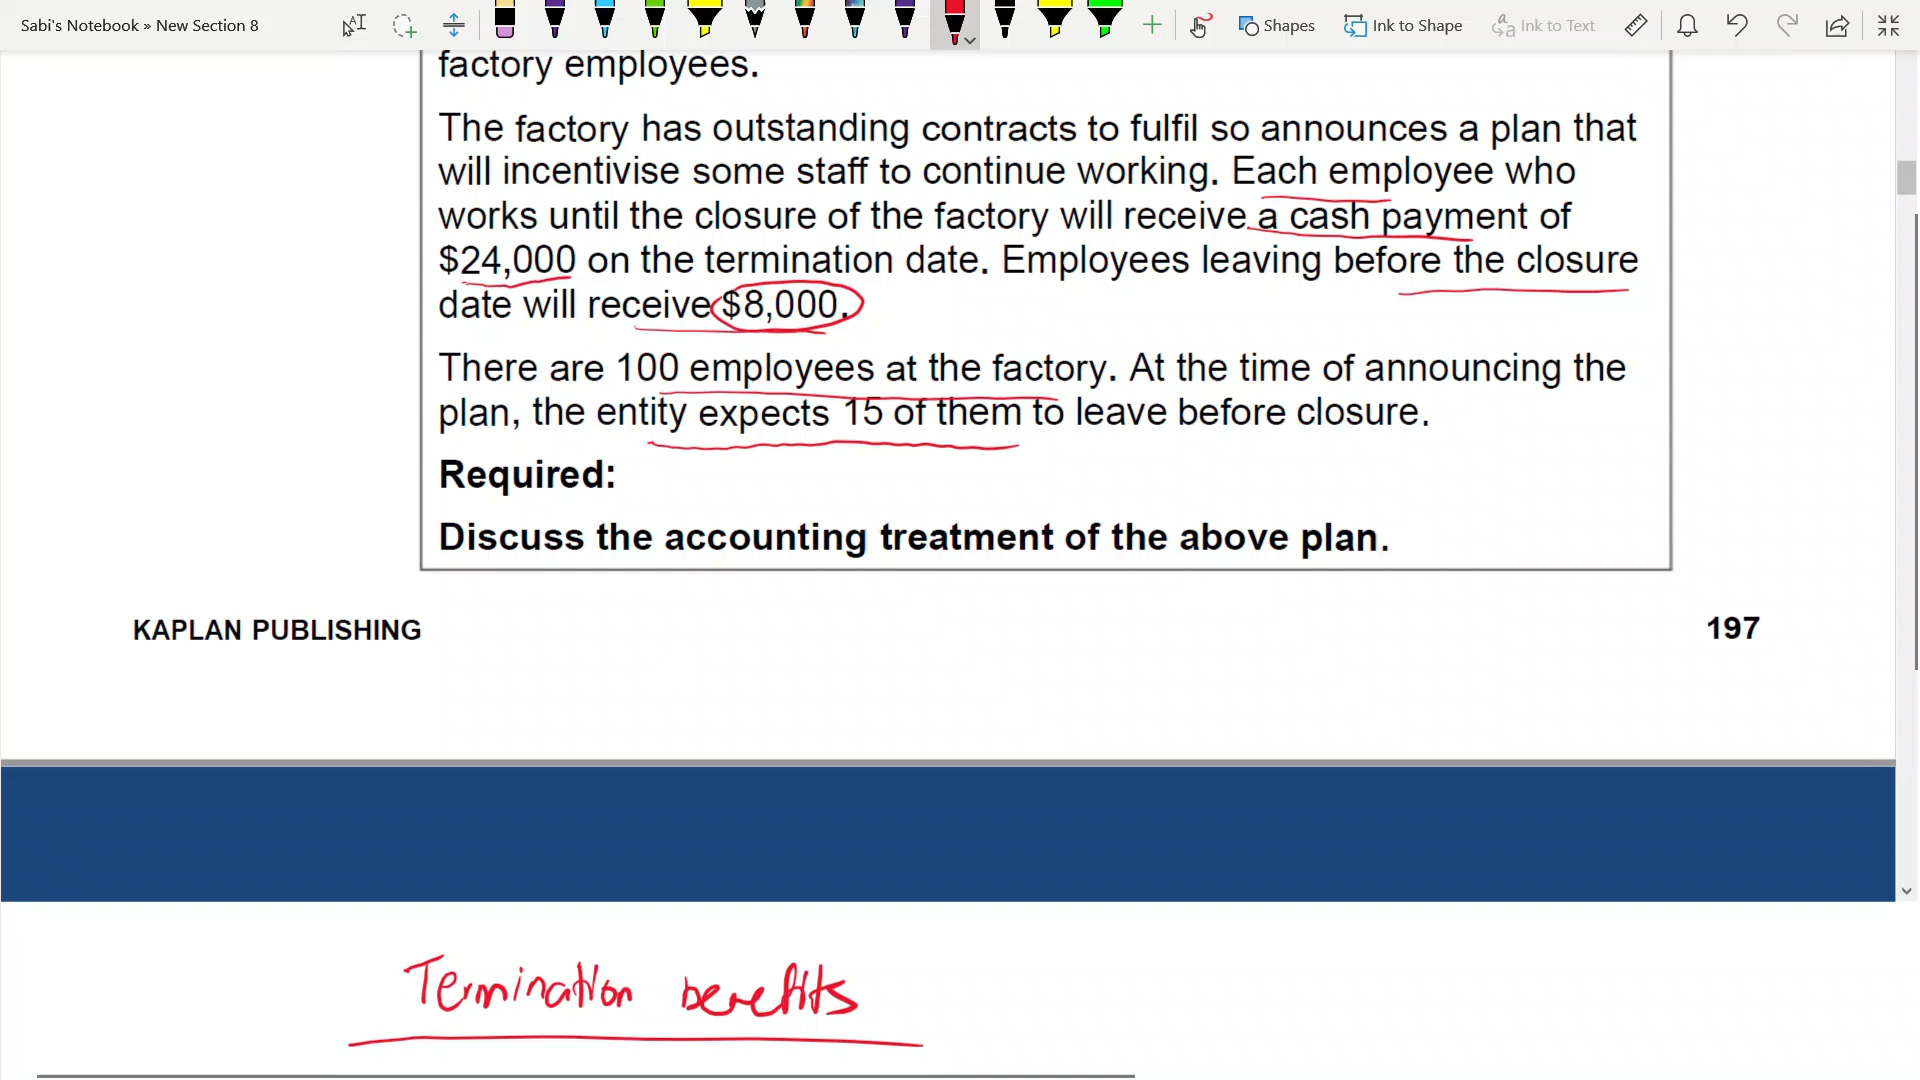 Sabi's Notebook » New Section 8
Shapes
Ink to Shape
Ink to Text
factory employees.
The factory has outstanding contracts to fulfil so announces a plan that
will incentivise some staff to continue working. Each employee who
works until the closure of the factory will receive a cash payment of
$24,000 on the termination date. Employees leaving before the closure
date will receive $8,000.
There are 100 employees at the factory. At the time of announcing the
plan, the entity expects 15 of them to leave before closure.
Required:
Discuss the accounting treatment of the above plan.
KAPLAN PUBLISHING
197
Termination benefits